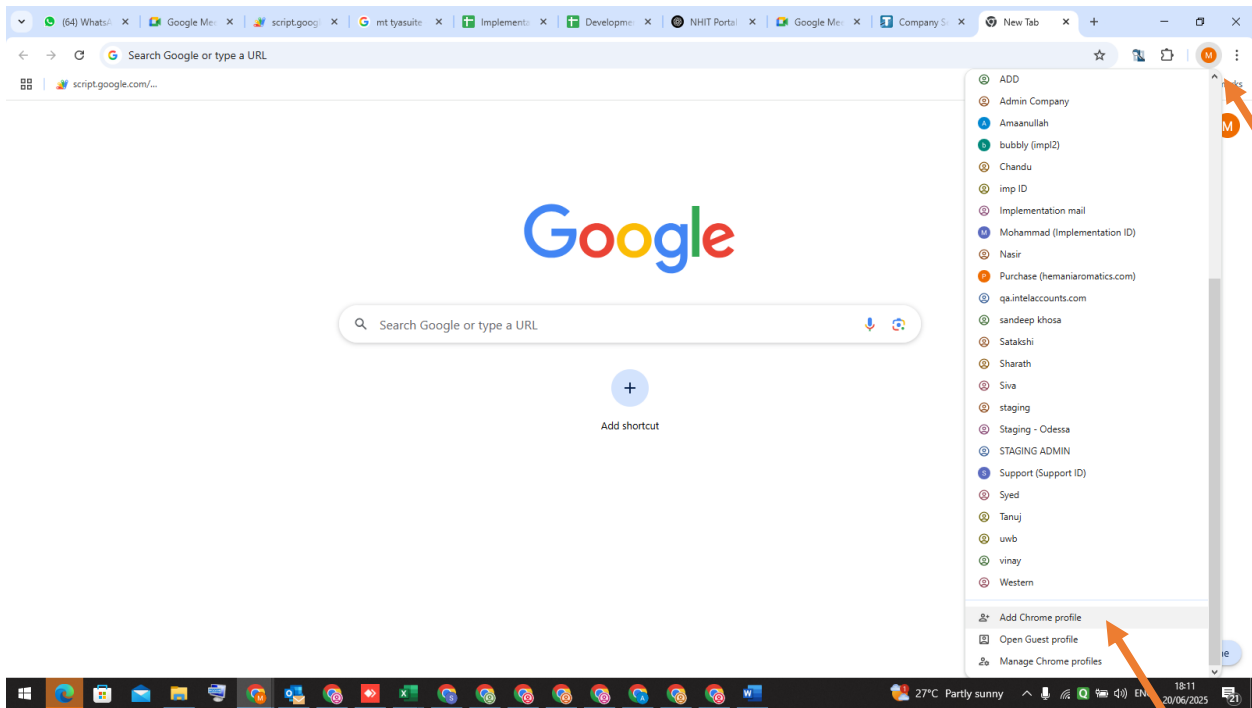 (64) WhatsA
Google Mee
script.googl
mt tyasuite
Implementa
Developme
NHIT Portal
Google Mee
Company S
New Tab
Search Google or type a URL
M
script.google.com/...
M
Google
Search Google or type a URL
Add shortcut
ADD
Admin Company
A Amaanullah
b bubbly (impl2)
Chandu
imp ID
Implementation mail
M Mohammad (Implementation ID)
Nasir
P Purchase (hemaniaromatics.com)
qa.intelaccounts.com
sandeep khosa
Satakshi
Sharath
Siva
staging
Staging - Odessa
STAGING ADMIN
S Support (Support ID)
Syed
Tanuj
uwb
vinay
Western
Add Chrome profile
Open Guest profile
Manage Chrome profiles
27°C Partly sunny
18:11
20/06/2025
21